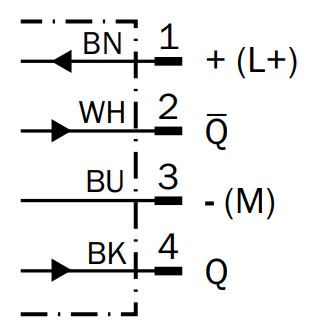 BN 1 + (L+)
WH 2 Q̅
BU 3 - (M)
BK 4 Q